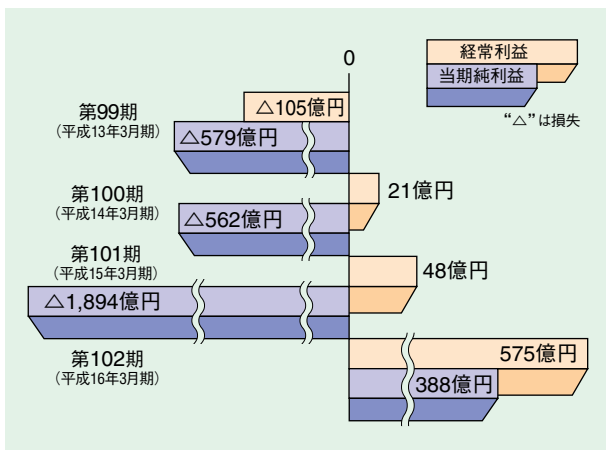 0
経常利益
当期純利益
“△”は損失
第99期
（平成13年3月期）
△105億円
△579億円
第100期
（平成14年3月期）
21億円
△562億円
第101期
（平成15年3月期）
48億円
△1,894億円
第102期
（平成16年3月期）
575億円
388億円